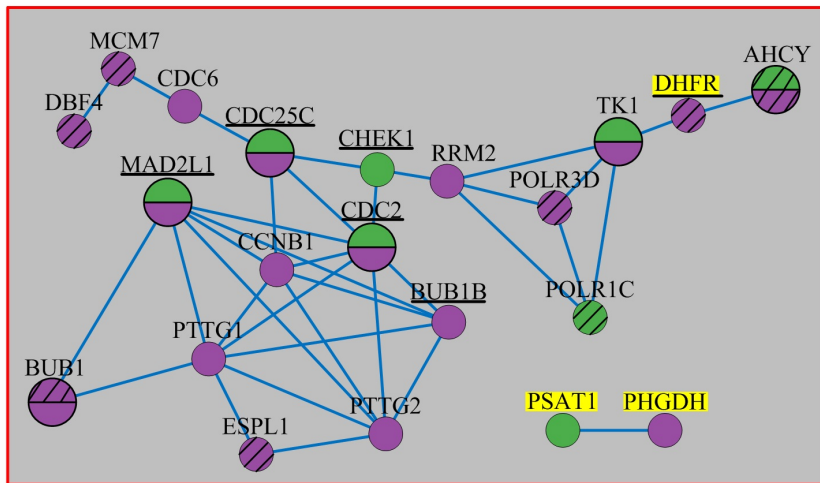 MCM7
AHCY
CDC6
DHFR
DBF4
CDC25C
TK1
CHEK1
RRM2
MAD2L1
POLR3D
CDC2
CCNB1
POLR1C
BUB1B
PTTG1
BUB1
PTTG2
PSAT1 PHGDH
ESPL1